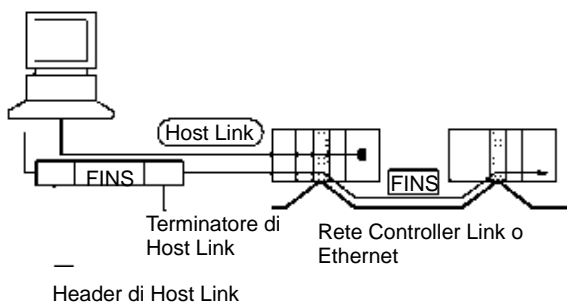 Host Link
FINS
FINS
Terminatore di
Host Link
Rete Controller Link o
Ethernet
Header di Host Link